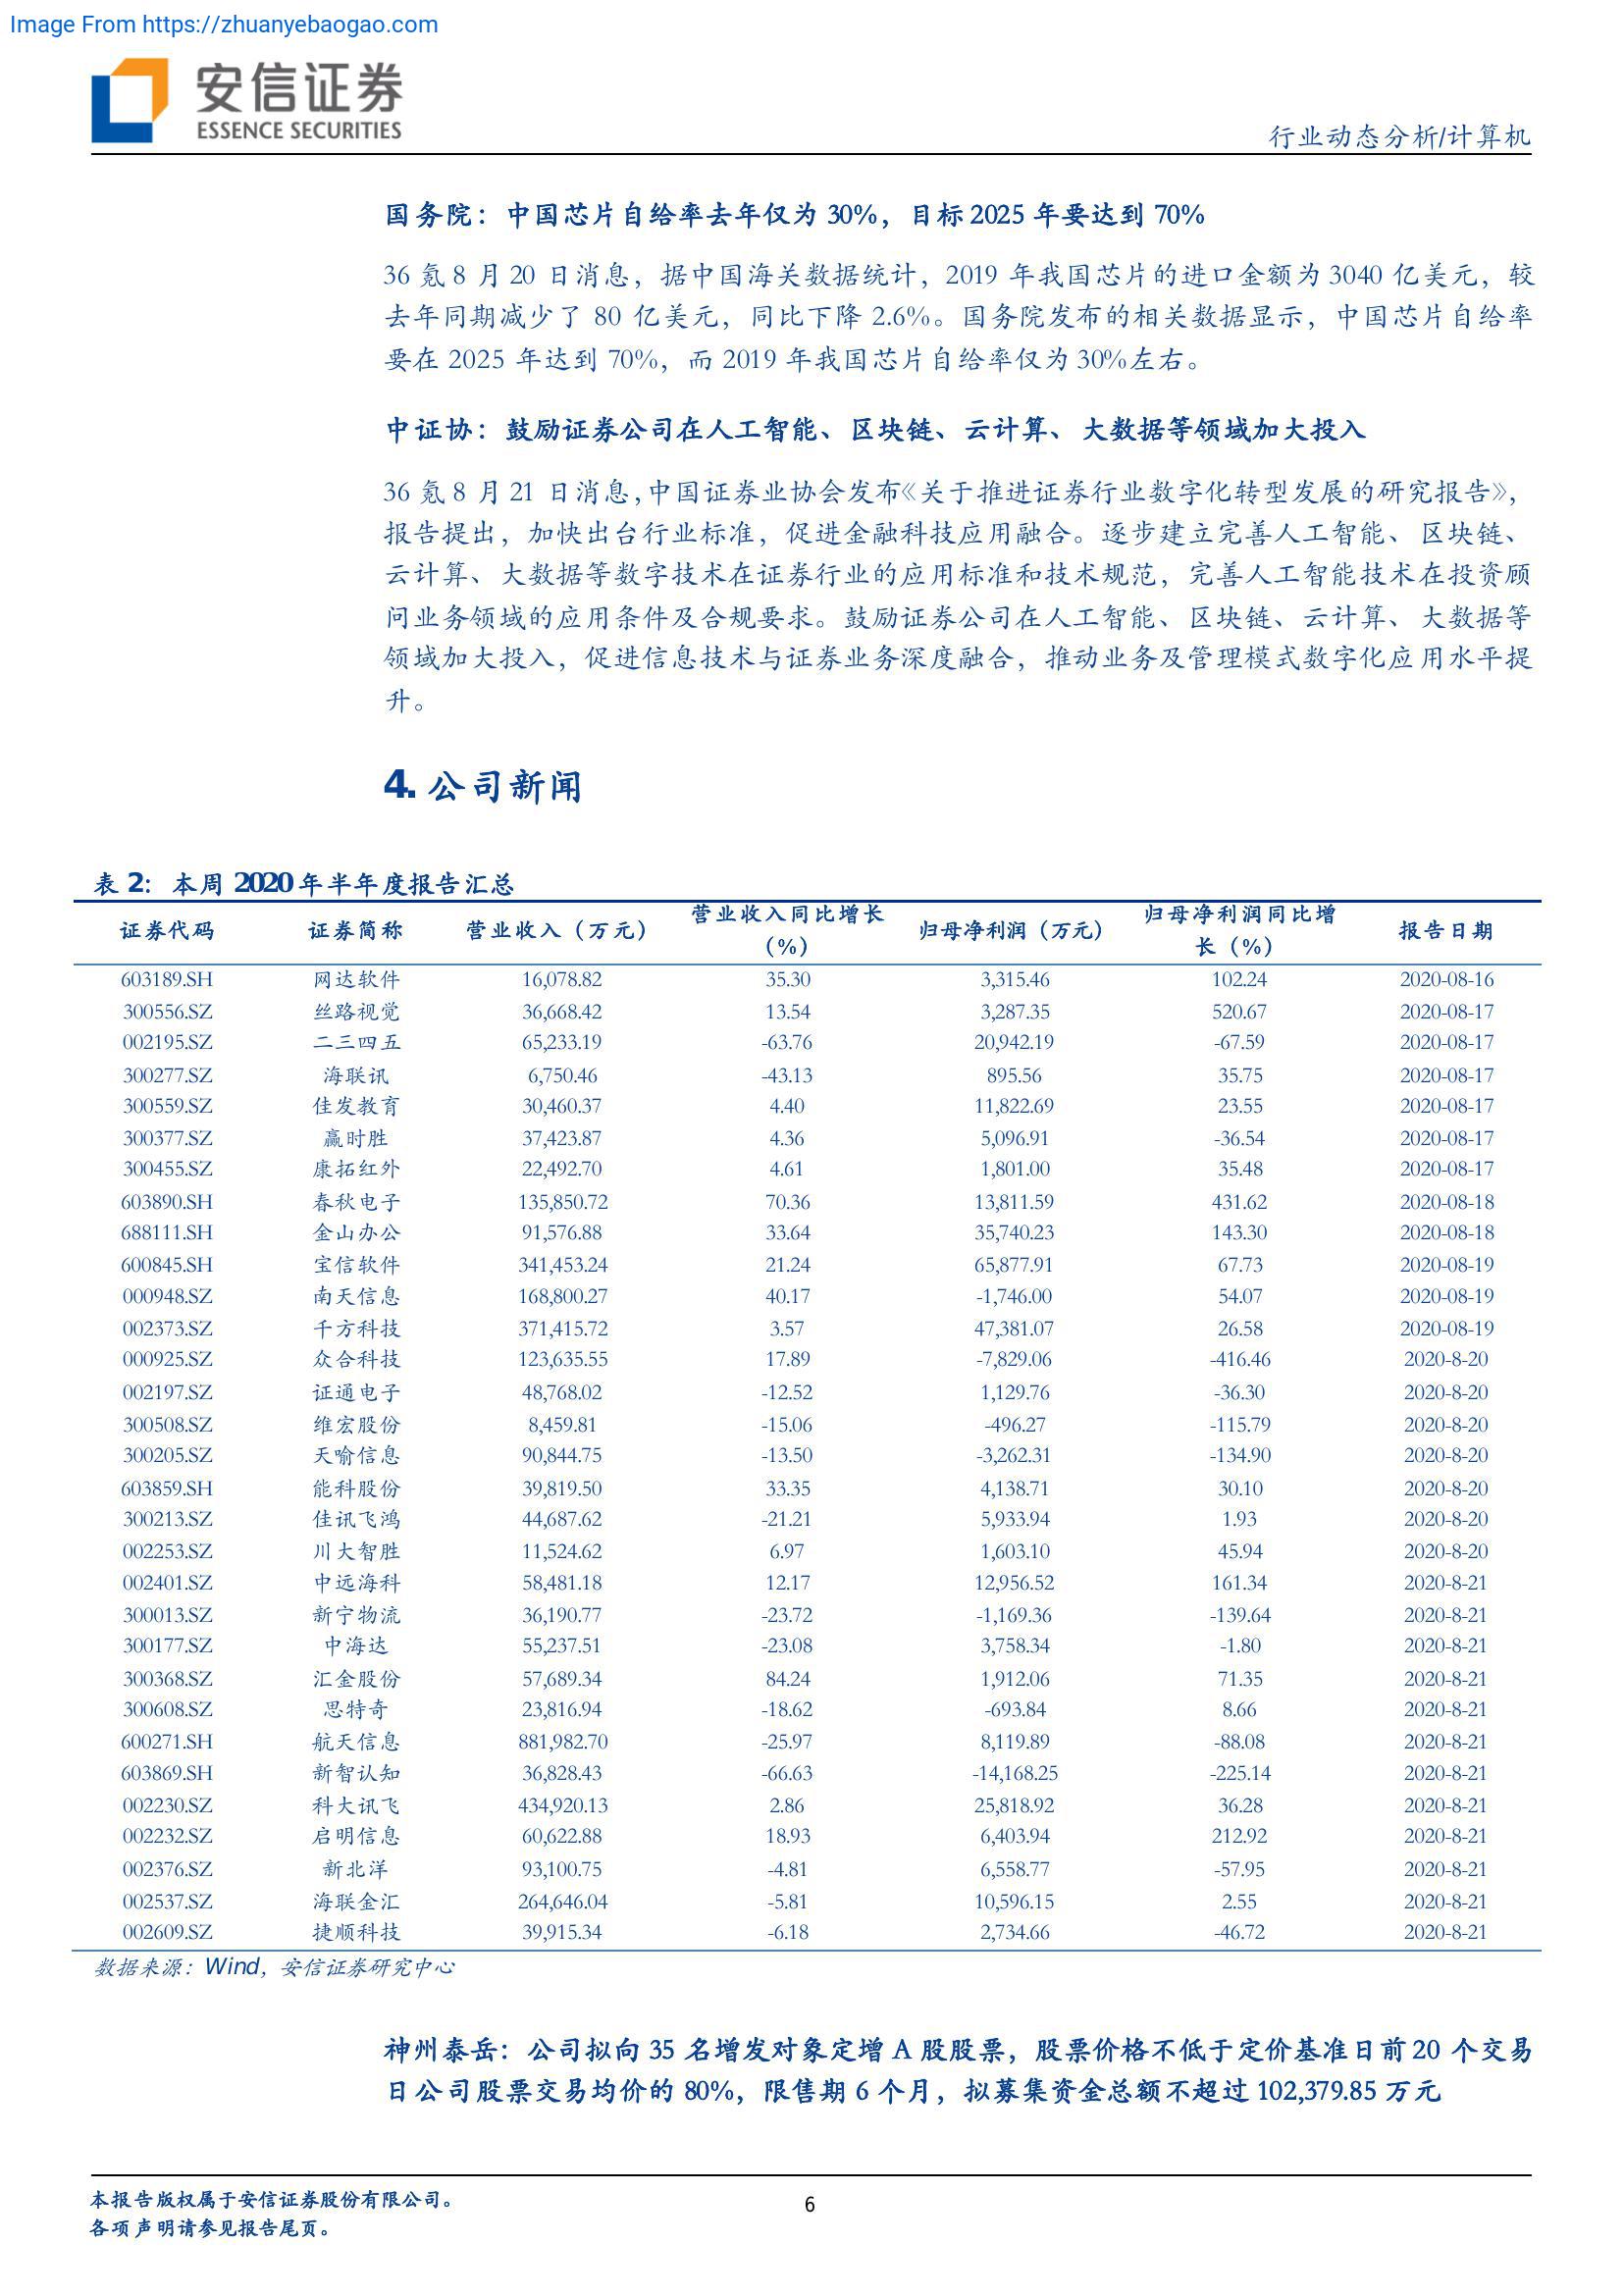 Image From https://zhuanyebaogao.com
安信证券
ESSENCE SECURITIES
行业动态分析/计算机
国务院：中国芯片自给率去年仅为 30%，目标 2025 年要达到 70%
36 氪 8 月 20 日消息，据中国海关数据统计，2019 年我国芯片的进口金额为 3040 亿美元，较
去年同期减少了 80 亿美元，同比下降 2.6%。国务院发布的相关数据显示，中国芯片自给率
要在 2025 年达到 70%，而 2019 年我国芯片自给率仅为 30%左右。
中证协：鼓励证券公司在人工智能、区块链、云计算、大数据等领域加大投入
36 氪 8 月 21 日消息，中国证券业协会发布《关于推进证券行业数字化转型发展的研究报告》，
报告提出，加快出台行业标准，促进金融科技应用融合。逐步建立完善人工智能、区块链、
云计算、大数据等数字技术在证券行业的应用标准和技术规范，完善人工智能技术在投资顾
问业务领域的应用条件及合规要求。鼓励证券公司在人工智能、区块链、云计算、大数据等
领域加大投入，促进信息技术与证券业务深度融合，推动业务及管理模式数字化应用水平提
升。
4. 公司新闻
表 2：本周 2020 年半年度报告汇总
证券代码 证券简称 营业收入（万元） 营业收入同比增长（%） 归母净利润（万元） 归母净利润同比增长（%） 报告日期
603189.SH 网达软件 16,078.82 35.30 3,315.46 102.24 2020-08-16
300556.SZ 丝路视觉 36,668.42 13.54 3,287.35 520.67 2020-08-17
002195.SZ 二三四五 65,233.19 -63.76 20,942.19 -67.59 2020-08-17
300277.SZ 海联讯 6,750.46 -43.13 895.56 35.75 2020-08-17
300559.SZ 佳发教育 30,460.37 4.40 11,822.69 23.55 2020-08-17
300377.SZ 赢时胜 37,423.87 4.36 5,096.91 -36.54 2020-08-17
300455.SZ 康拓红外 22,492.70 4.61 1,801.00 35.48 2020-08-17
603890.SH 春秋电子 135,850.72 70.36 13,811.59 431.62 2020-08-18
688111.SH 金山办公 91,576.88 33.64 35,740.23 143.30 2020-08-18
600845.SH 宝信软件 341,453.24 21.24 65,877.91 67.73 2020-08-19
000948.SZ 南天信息 168,800.27 40.17 -1,746.00 54.07 2020-08-19
002373.SZ 千方科技 371,415.72 3.57 47,381.07 26.58 2020-08-19
000925.SZ 众合科技 123,635.55 17.89 -7,829.06 -416.46 2020-8-20
002197.SZ 证通电子 48,768.02 -12.52 1,129.76 -36.30 2020-8-20
300508.SZ 维宏股份 8,459.81 -15.06 -496.27 -115.79 2020-8-20
300205.SZ 天喻信息 90,844.75 -13.50 -3,262.31 -134.90 2020-8-20
603859.SH 能科股份 39,819.50 33.35 4,138.71 30.10 2020-8-20
300213.SZ 佳讯飞鸿 44,687.62 -21.21 5,933.94 1.93 2020-8-20
002253.SZ 川大智胜 11,524.62 6.97 1,603.10 45.94 2020-8-20
002401.SZ 中远海科 58,481.18 12.17 12,956.52 161.34 2020-8-21
300013.SZ 新宁物流 36,190.77 -23.72 -1,169.36 -139.64 2020-8-21
300177.SZ 中海达 55,237.51 -23.08 3,758.34 -1.80 2020-8-21
300368.SZ 汇金股份 57,689.34 84.24 1,912.06 71.35 2020-8-21
300608.SZ 思特奇 23,816.94 -18.62 -693.84 8.66 2020-8-21
600271.SH 航天信息 881,982.70 -25.97 8,119.89 -88.08 2020-8-21
603869.SH 新智认知 36,828.43 -66.63 -14,168.25 -225.14 2020-8-21
002230.SZ 科大讯飞 434,920.13 2.86 25,818.92 36.28 2020-8-21
002232.SZ 启明信息 60,622.88 18.93 6,403.94 212.92 2020-8-21
002376.SZ 新北洋 93,100.75 -4.81 6,558.77 -57.95 2020-8-21
002537.SZ 海联金汇 264,646.04 -5.81 10,596.15 2.55 2020-8-21
002609.SZ 捷顺科技 39,915.34 -6.18 2,734.66 -46.72 2020-8-21
数据来源：Wind，安信证券研究中心
神州泰岳：公司拟向 35 名增发对象定增 A 股股票，股票价格不低于定价基准日前 20 个交易
日公司股票交易均价的 80%，限售期 6 个月，拟募集资金总额不超过 102,379.85 万元
本报告版权属于安信证券股份有限公司。
各项声明请参见报告尾页。
6